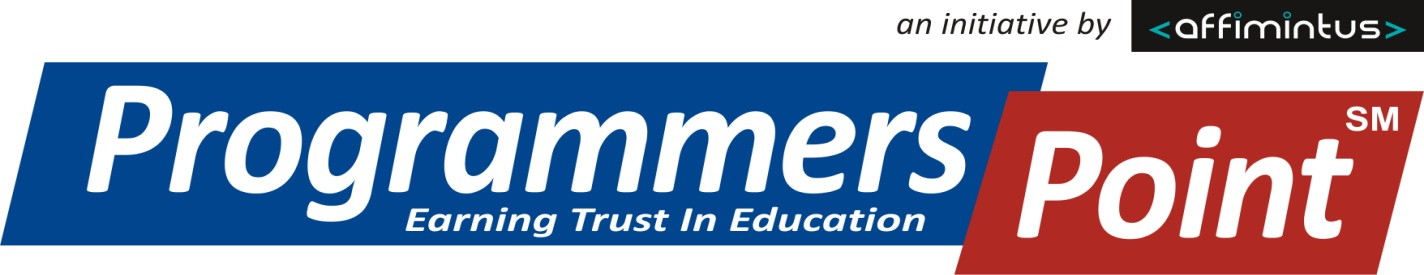 an initiative by <affimintus>
Programmers
Point SM
Earning Trust In Education